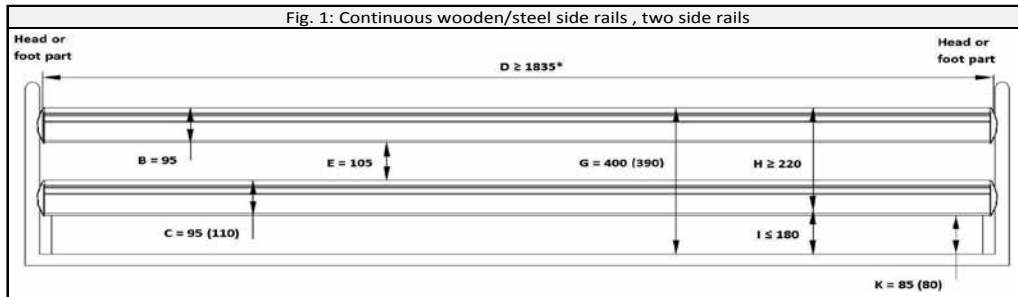 Fig. 1: Continuous wooden/steel side rails , two side rails
Head or
foot part
Head or
foot part
D ≥ 1835*
B = 95
E = 105
G = 400 (390)
H ≥ 220
C = 95 (110)
I ≤ 180
K = 85 (80)